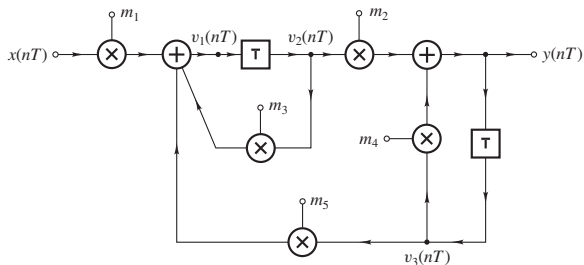 m₁
m₂
v₁(nT)
v₂(nT)
x(nT)
T
y(nT)
m₃
m₄
T
m₅
v₃(nT)